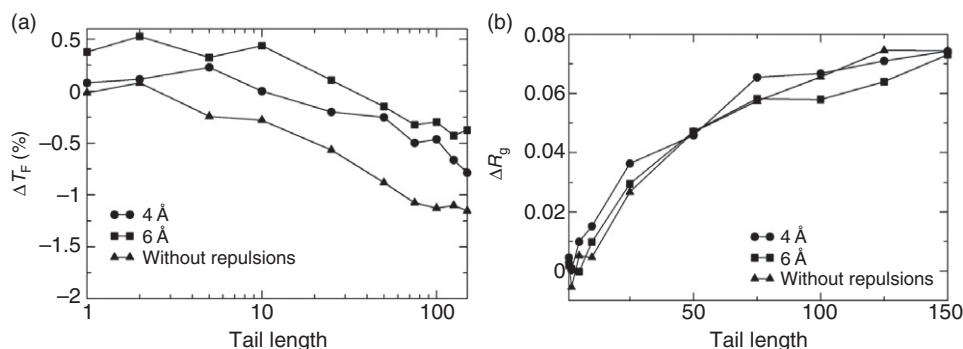 (a)
0.5
0
−0.5
−1
−1.5
−2
ΔT_F (%)
4 Å
6 Å
Without repulsions
1
10
100
Tail length
(b)
0.08
0.06
0.04
0.02
0
ΔR_g
4 Å
6 Å
Without repulsions
50
100
150
Tail length